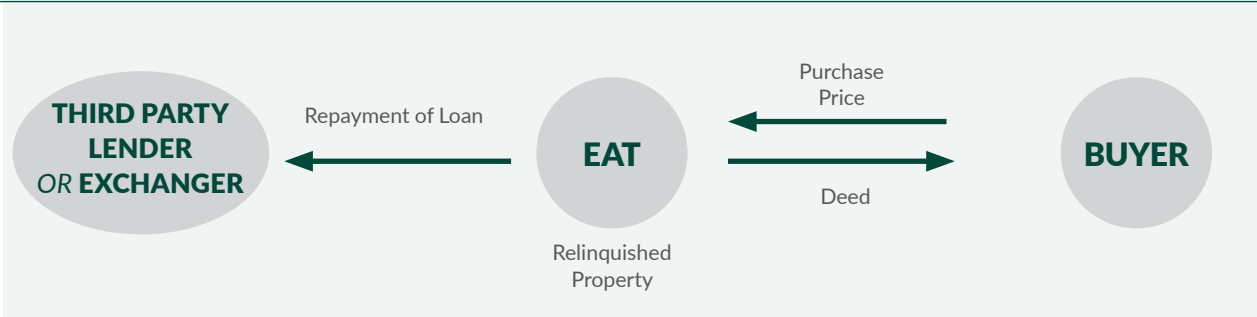 THIRD PARTY
LENDER
OR EXCHANGER
Repayment of Loan
EAT
Relinquished
Property
Purchase
Price
Deed
BUYER